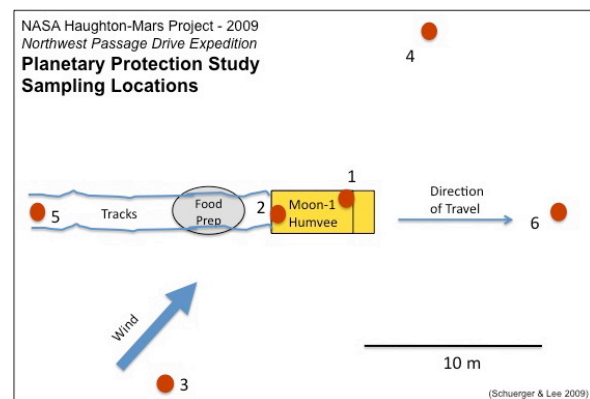 NASA Haughton-Mars Project - 2009
Northwest Passage Drive Expedition
Planetary Protection Study
Sampling Locations
4
1
Food
Prep
2
Moon-1
Humvee
Direction
of Travel
5
Tracks
6
Wind
3
10 m
(Schuerger & Lee 2009)